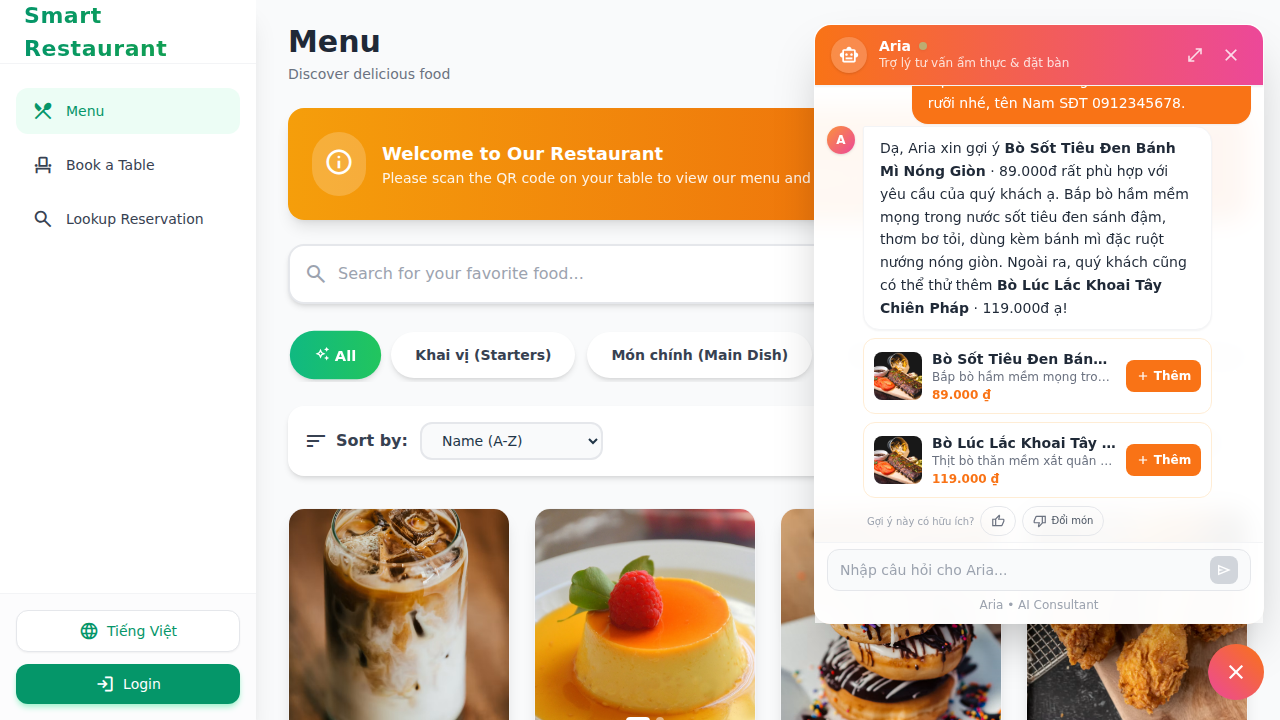 Smart
Restaurant
Menu
Book a Table
Lookup Reservation
Tiếng Việt
Login
Menu
Discover delicious food
Welcome to Our Restaurant
Please scan the QR code on your table to view our menu and
Search for your favorite food...
All
Khai vị (Starters)
Món chính (Main Dish)
Sort by:
Name (A-Z)
Aria
Trợ lý tư vấn ẩm thực & đặt bàn
rưỡi nhé, tên Nam SĐT 0912345678.
A
Dạ, Aria xin gợi ý Bò Sốt Tiêu Đen Bánh
Mì Nóng Giòn · 89.000đ rất phù hợp với
yêu cầu của quý khách ạ. Bắp bò hầm mềm
mọng trong nước sốt tiêu đen sánh đậm,
thơm bơ tỏi, dùng kèm bánh mì đặc ruột
nướng nóng giòn. Ngoài ra, quý khách cũng
có thể thử thêm Bò Lúc Lắc Khoai Tây
Chiên Pháp · 119.000đ ạ!
Bò Sốt Tiêu Đen Bán...
Bắp bò hầm mềm mọng tro...
89.000 ₫
+ Thêm
Bò Lúc Lắc Khoai Tây ...
Thịt bò thăn mềm xắt quân ...
119.000 ₫
+ Thêm
Gợi ý này có hữu ích?
Đổi món
Nhập câu hỏi cho Aria...
Aria • AI Consultant